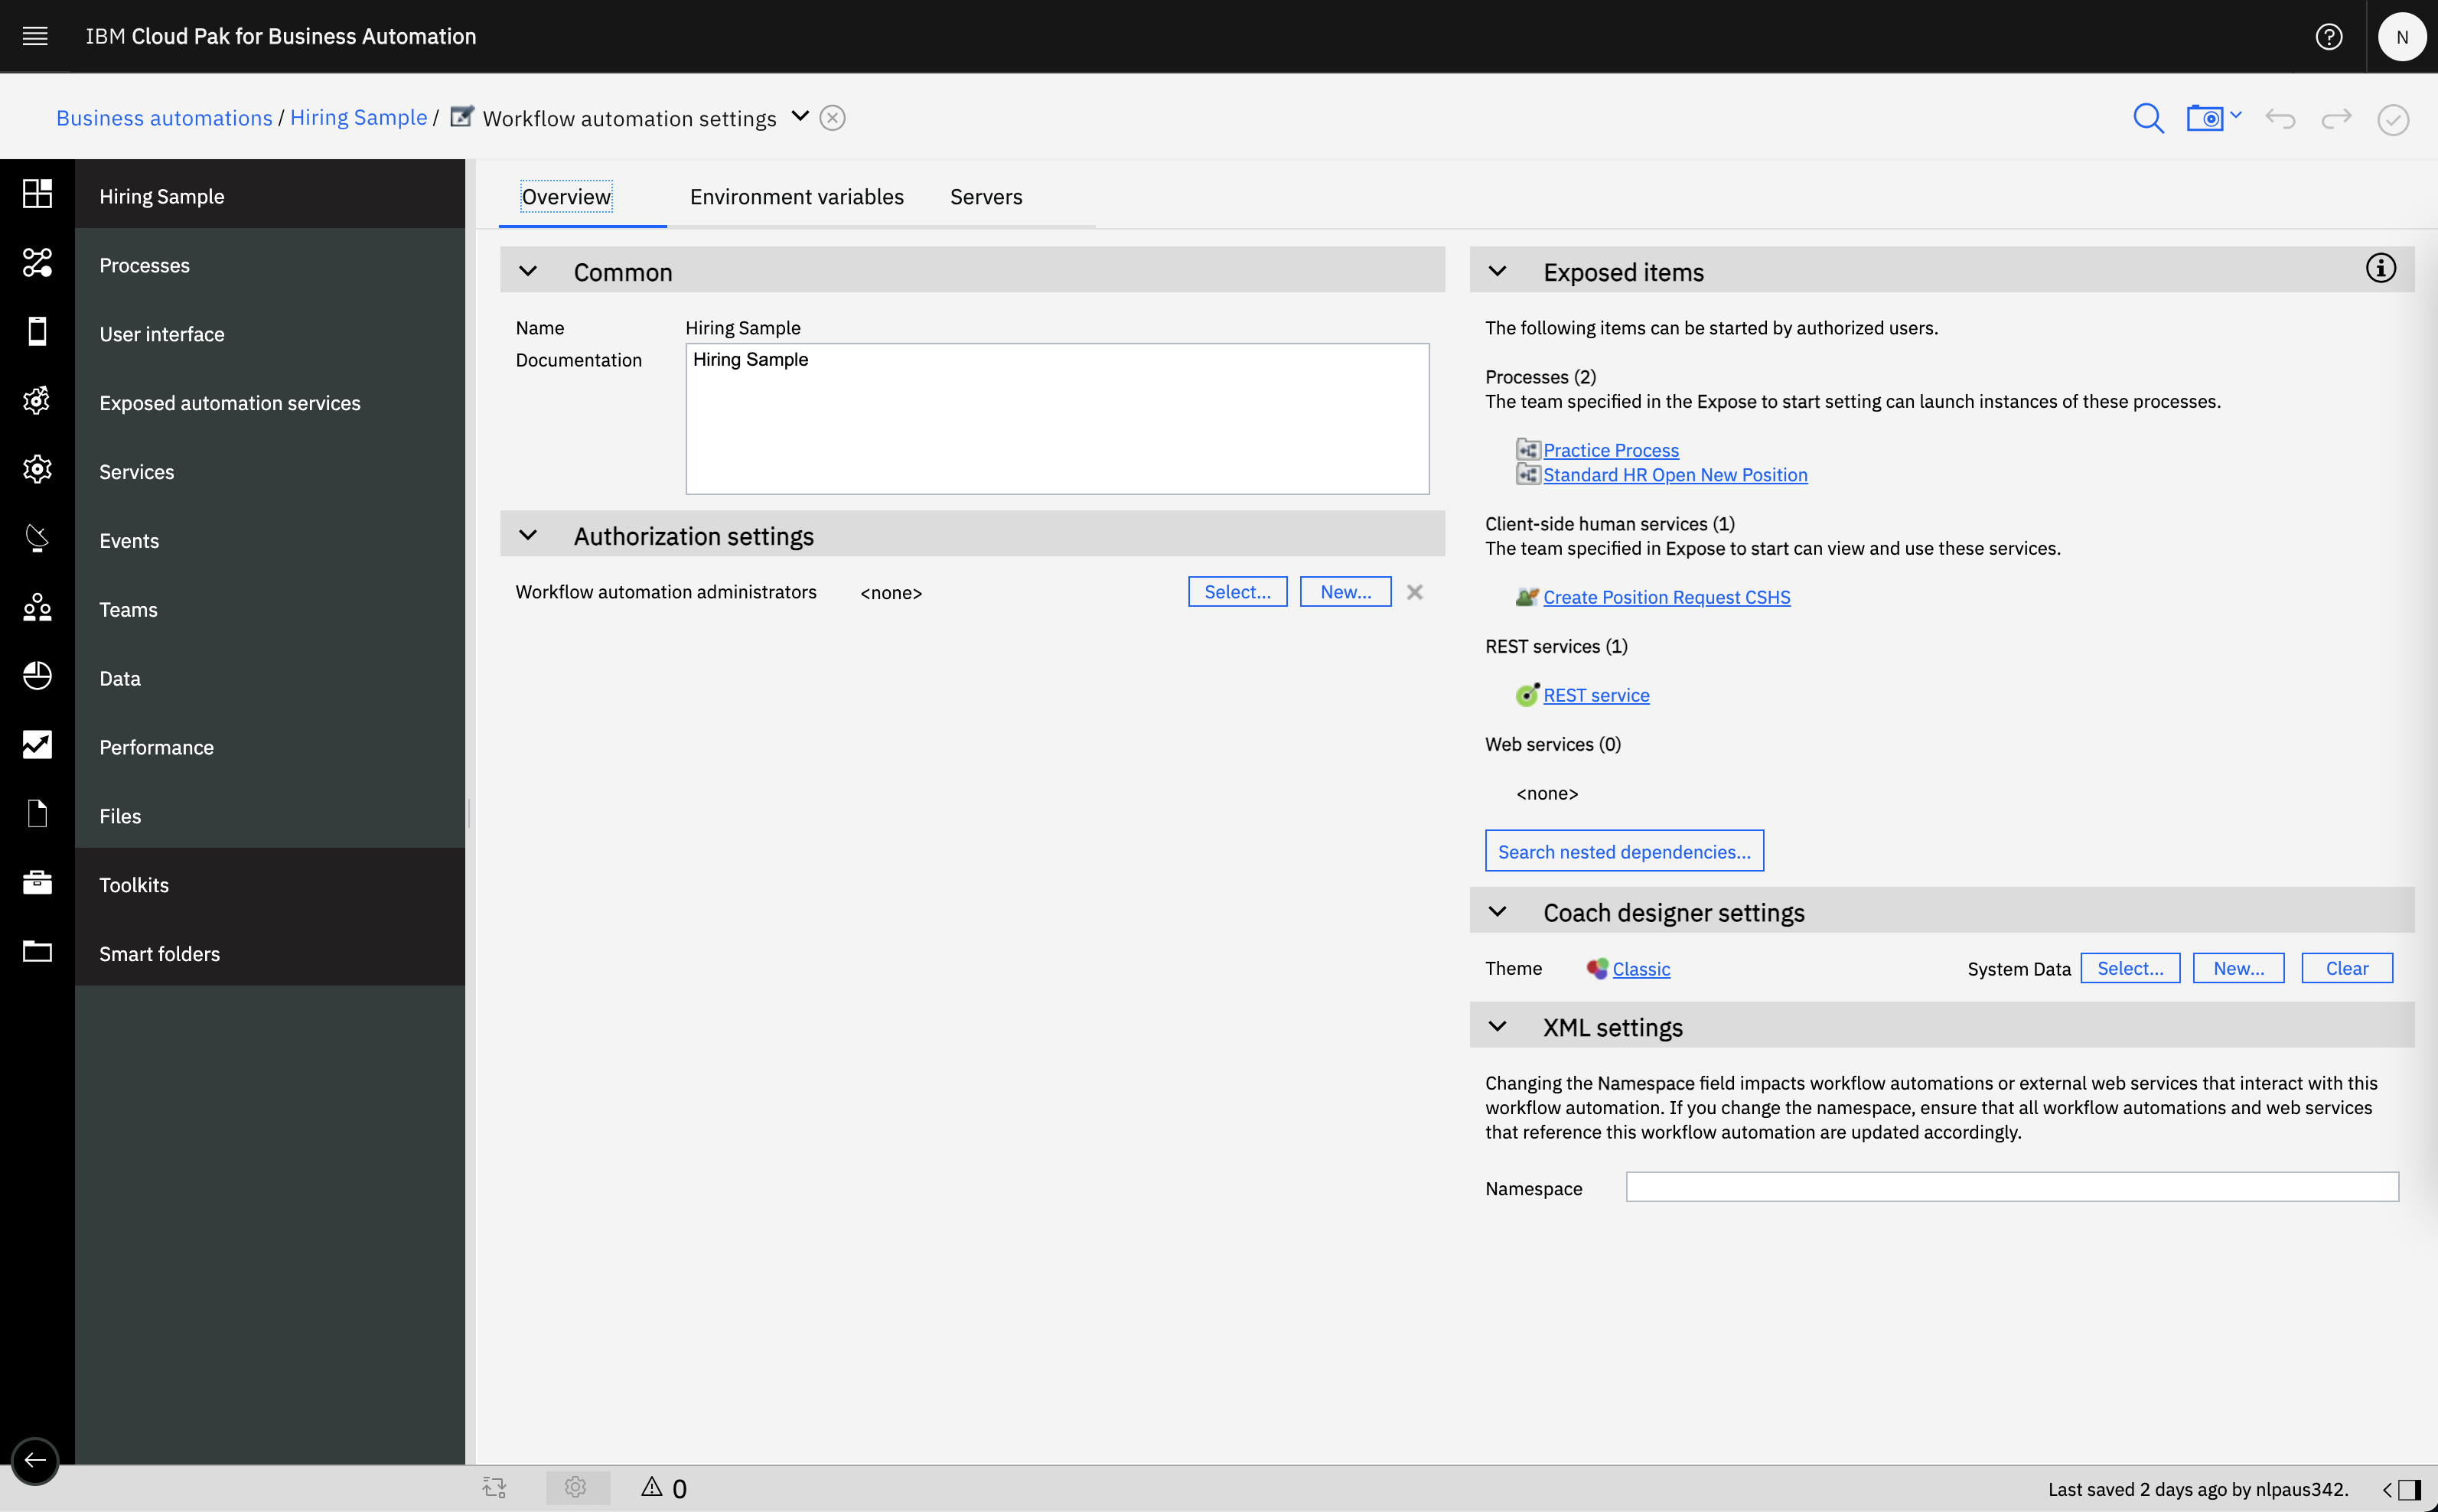 IBM Cloud Pak for Business Automation
N
Business automations / Hiring Sample / Workflow automation settings
Hiring Sample
Processes
User interface
Exposed automation services
Services
Events
Teams
Data
Performance
Files
Toolkits
Smart folders
Overview
Environment variables
Servers
Common
Name Hiring Sample
Documentation Hiring Sample
Authorization settings
Workflow automation administrators <none> Select... New...
Exposed items
The following items can be started by authorized users.
Processes (2)
The team specified in the Expose to start setting can launch instances of these processes.
Practice Process
Standard HR Open New Position
Client-side human services (1)
The team specified in Expose to start can view and use these services.
Create Position Request CSHS
REST services (1)
REST service
Web services (0)
<none>
Search nested dependencies...
Coach designer settings
Theme Classic System Data Select... New... Clear
XML settings
Changing the Namespace field impacts workflow automations or external web services that interact with this
workflow automation. If you change the namespace, ensure that all workflow automations and web services
that reference this workflow automation are updated accordingly.
Namespace
0
Last saved 2 days ago by nlpaus342.